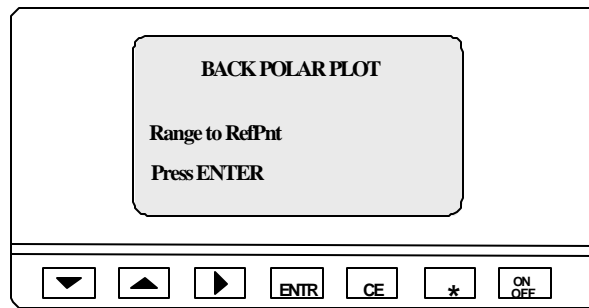 BACK POLAR PLOT
Range to RefPnt
Press ENTER
ENTR CE * ON
OFF